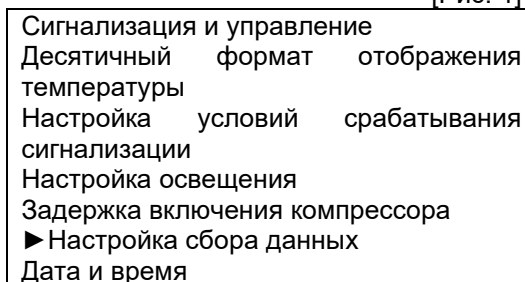 Сигнализация и управление
Десятичный формат отображения
температуры
Настройка условий срабатывания
сигнализации
Настройка освещения
Задержка включения компрессора
►Настройка сбора данных
Дата и время